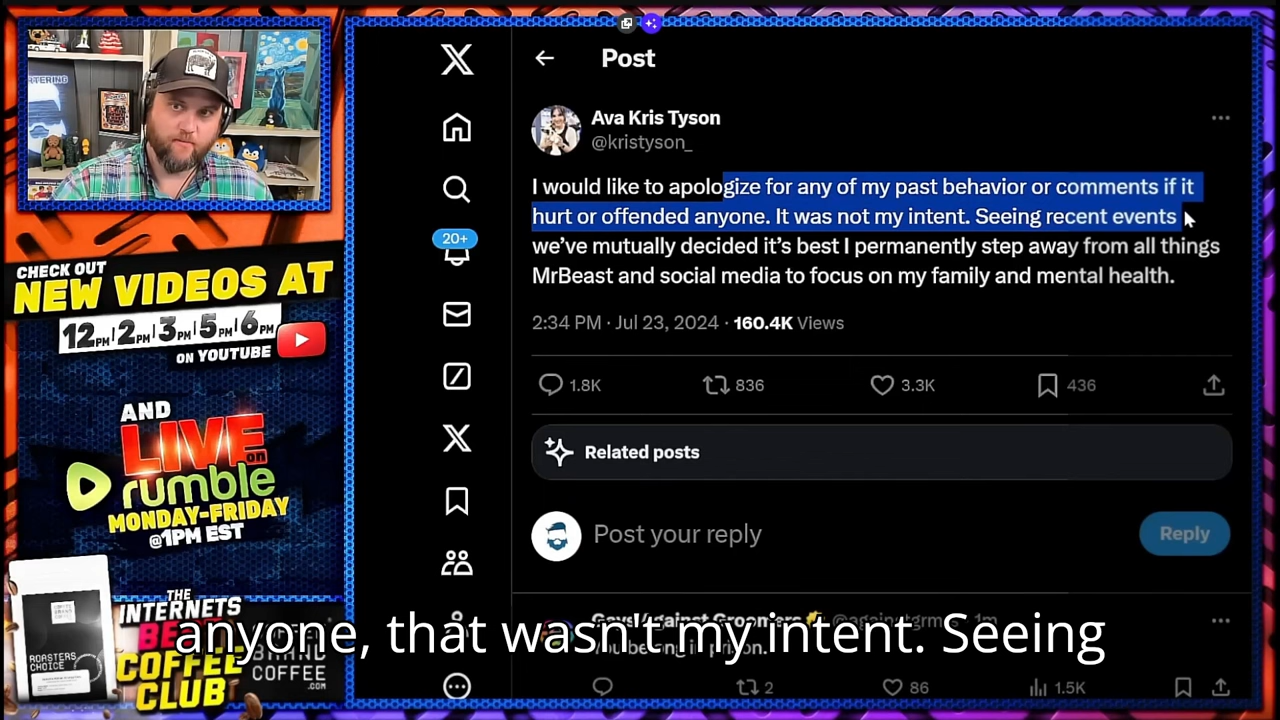 CHECK OUT
NEW VIDEOS AT
12PM | 2PM | 3PM | 5PM | 6PM
ON YOUTUBE
AND
LIVE on
rumble
MONDAY-FRIDAY
@1PM EST
THE
INTERNETS
BEST
COFFEE
CLUB
BRAND
COFFEE
.COM
ROASTERS
CHOICE
Post
Ava Kris Tyson
@kristyson_
I would like to apologize for any of my past behavior or comments if it
hurt or offended anyone. It was not my intent. Seeing recent events
we've mutually decided it's best I permanently step away from all things
MrBeast and social media to focus on my family and mental health.
2:34 PM · Jul 23, 2024 · 160.4K Views
1.8K 836 3.3K 436
Related posts
Post your reply
Reply
20+
2 86 1.5K
anyone, that wasn't my intent. Seeing